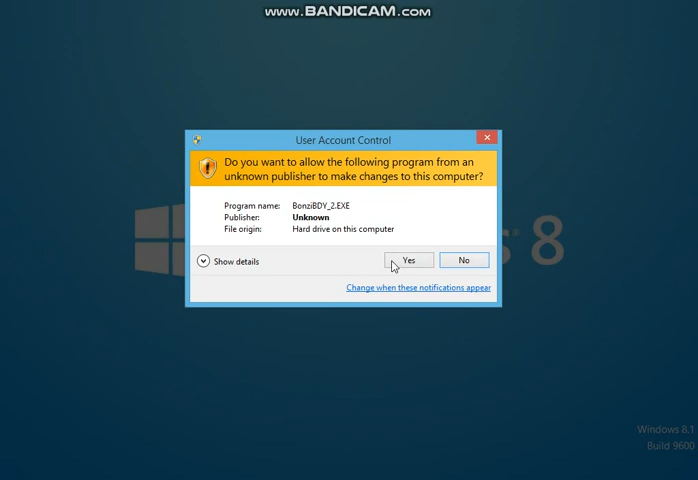 www.BANDICAM.com
User Account Control
Do you want to allow the following program from an
unknown publisher to make changes to this computer?
Program name: BonziBDY_2.EXE
Publisher: Unknown
File origin: Hard drive on this computer
Show details
Yes
No
Change when these notifications appear
8
Windows 8.1
Build 9600